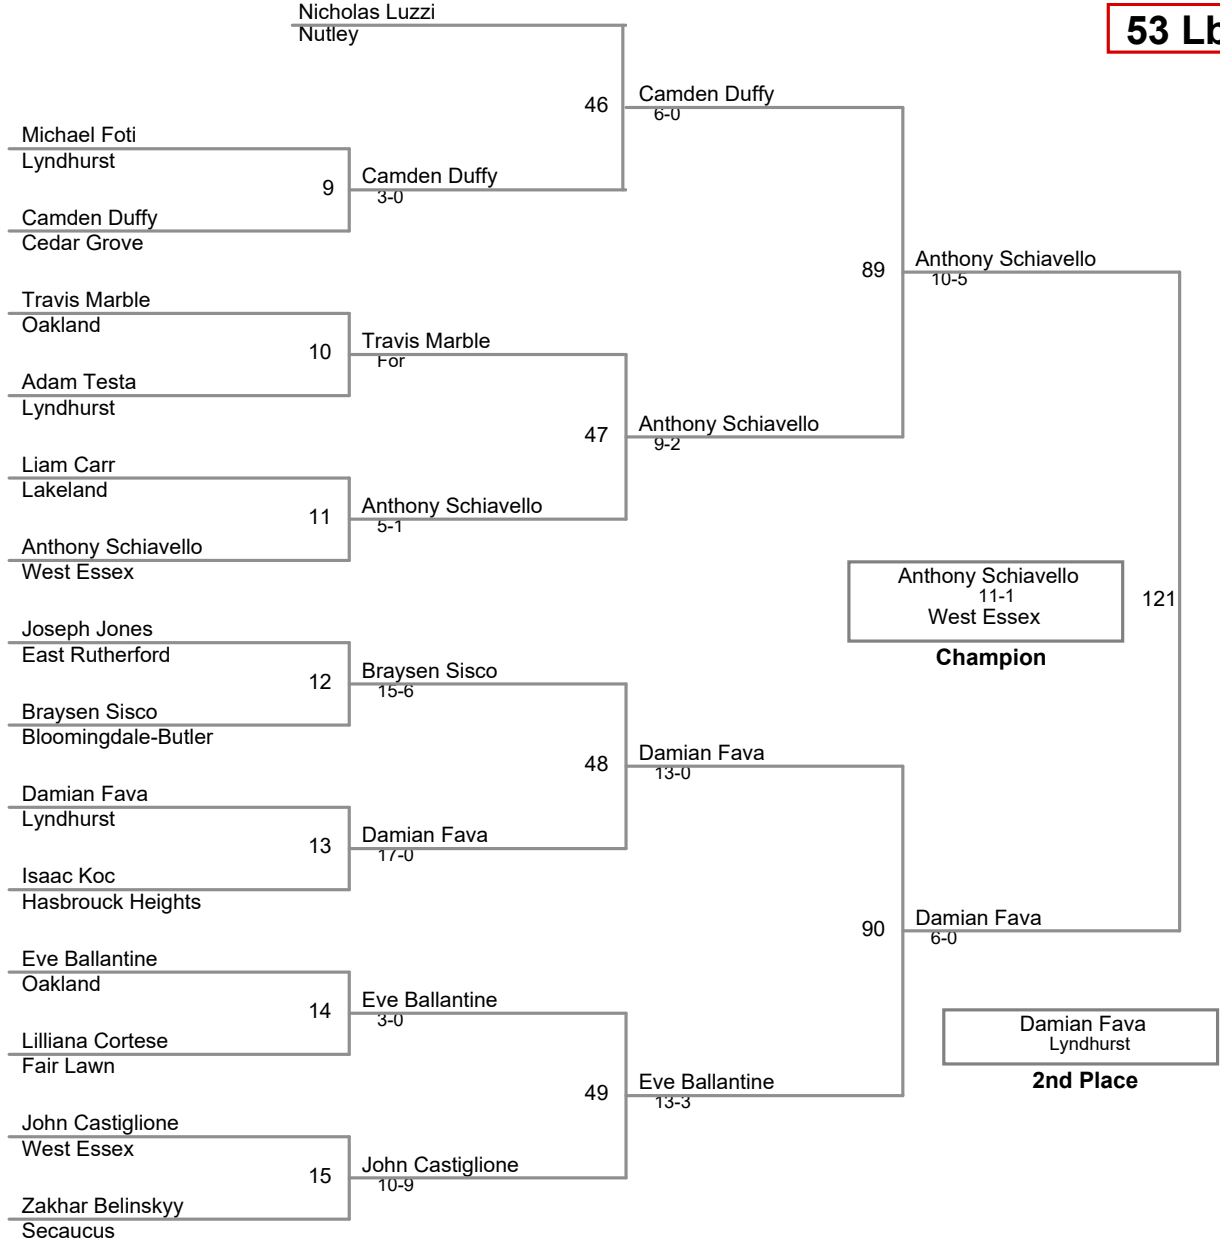 Nicholas Luzzi
Nutley
53 Lb
46
Camden Duffy
6-0
Michael Foti
Lyndhurst
9
Camden Duffy
3-0
Camden Duffy
Cedar Grove
89
Anthony Schiavello
10-5
Travis Marble
Oakland
10
Travis Marble
For
Adam Testa
Lyndhurst
47
Anthony Schiavello
9-2
Liam Carr
Lakeland
11
Anthony Schiavello
5-1
Anthony Schiavello
West Essex
Anthony Schiavello
11-1
West Essex
Champion
121
Joseph Jones
East Rutherford
12
Braysen Sisco
15-6
Braysen Sisco
Bloomingdale-Butler
48
Damian Fava
13-0
Damian Fava
Lyndhurst
13
Damian Fava
17-0
Isaac Koc
Hasbrouck Heights
90
Damian Fava
6-0
Eve Ballantine
Oakland
14
Eve Ballantine
3-0
Lilliana Cortese
Fair Lawn
Damian Fava
Lyndhurst
2nd Place
49
Eve Ballantine
13-3
John Castiglione
West Essex
15
John Castiglione
10-9
Zakhar Belinskyy
Secaucus